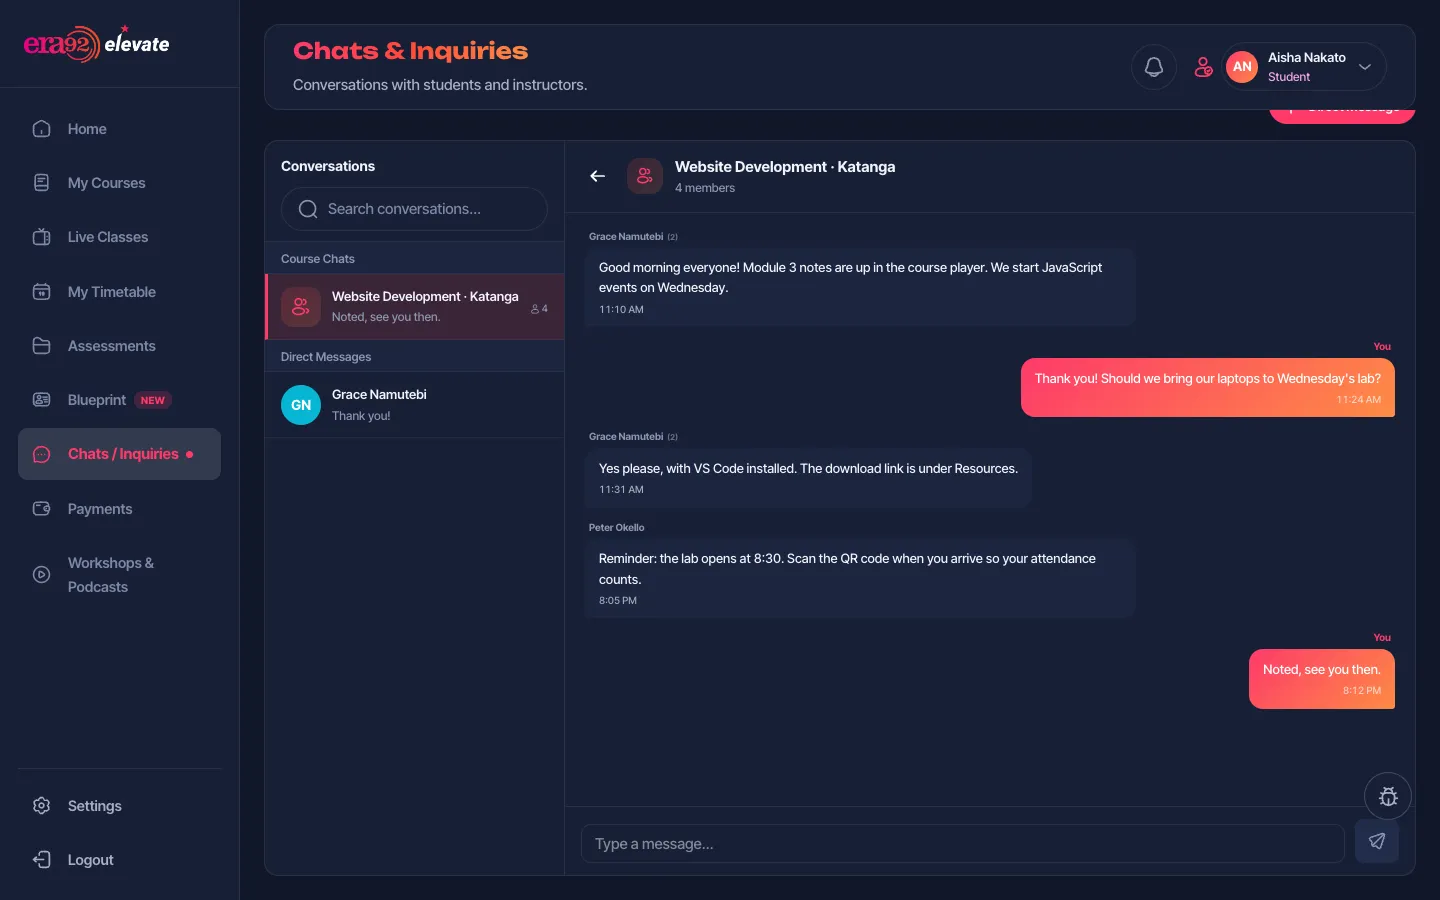 era92 elevate
Home
My Courses
Live Classes
My Timetable
Assessments
Blueprint NEW
Chats / Inquiries
Payments
Workshops &
Podcasts
Settings
Logout
Chats & Inquiries
Conversations with students and instructors.
AN
Aisha Nakato
Student
Direct Message
Conversations
Search conversations...
Course Chats
Website Development · Katanga
Noted, see you then.
4
Direct Messages
GN
Grace Namutebi
Thank you!
Website Development · Katanga
4 members
Grace Namutebi (2)
Good morning everyone! Module 3 notes are up in the course player. We start JavaScript
events on Wednesday.
11:10 AM
You
Thank you! Should we bring our laptops to Wednesday's lab?
11:24 AM
Grace Namutebi (2)
Yes please, with VS Code installed. The download link is under Resources.
11:31 AM
Peter Okello
Reminder: the lab opens at 8:30. Scan the QR code when you arrive so your attendance
counts.
8:05 PM
You
Noted, see you then.
8:12 PM
Type a message...